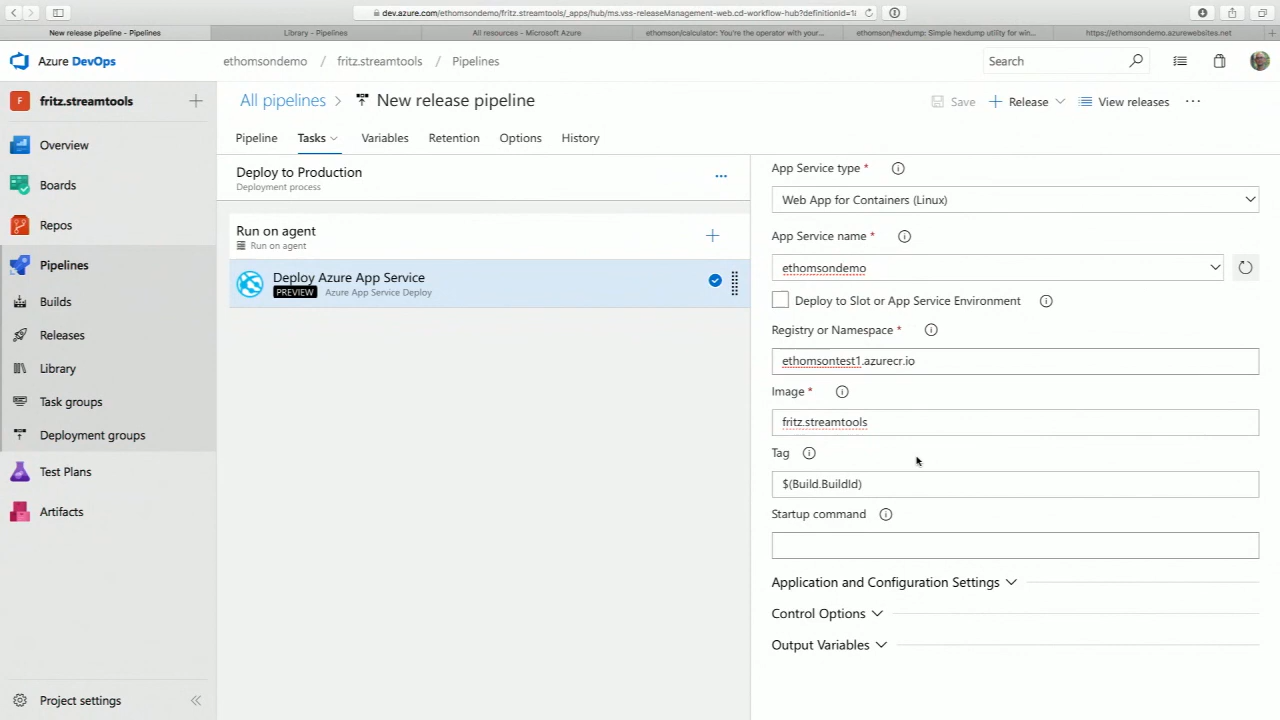 dev.azure.com/ethomsondemo/fritz.streamtools/_apps/hub/ms.vss-releaseManagement-web.cd-workflow-hub?definitionId=1&
New release pipeline - Pipelines
Library - Pipelines
All resources - Microsoft Azure
ethomson/calculator: You're the operator with your...
ethomson/hexdump: Simple hexdump utility for win...
https://ethomsondemo.azurewebsites.net
Azure DevOps
ethomsondemo / fritz.streamtools / Pipelines
Search
F fritz.streamtools
All pipelines > New release pipeline
Save
Release
View releases
Overview
Boards
Repos
Pipelines
Builds
Releases
Library
Task groups
Deployment groups
Test Plans
Artifacts
Project settings
Pipeline
Tasks
Variables
Retention
Options
History
Deploy to Production
Deployment process
Run on agent
Run on agent
Deploy Azure App Service
PREVIEW Azure App Service Deploy
App Service type *
Web App for Containers (Linux)
App Service name *
ethomsondemo
Deploy to Slot or App Service Environment
Registry or Namespace *
ethomsontest1.azurecr.io
Image *
fritz.streamtools
Tag
$(Build.BuildId)
Startup command
Application and Configuration Settings
Control Options
Output Variables